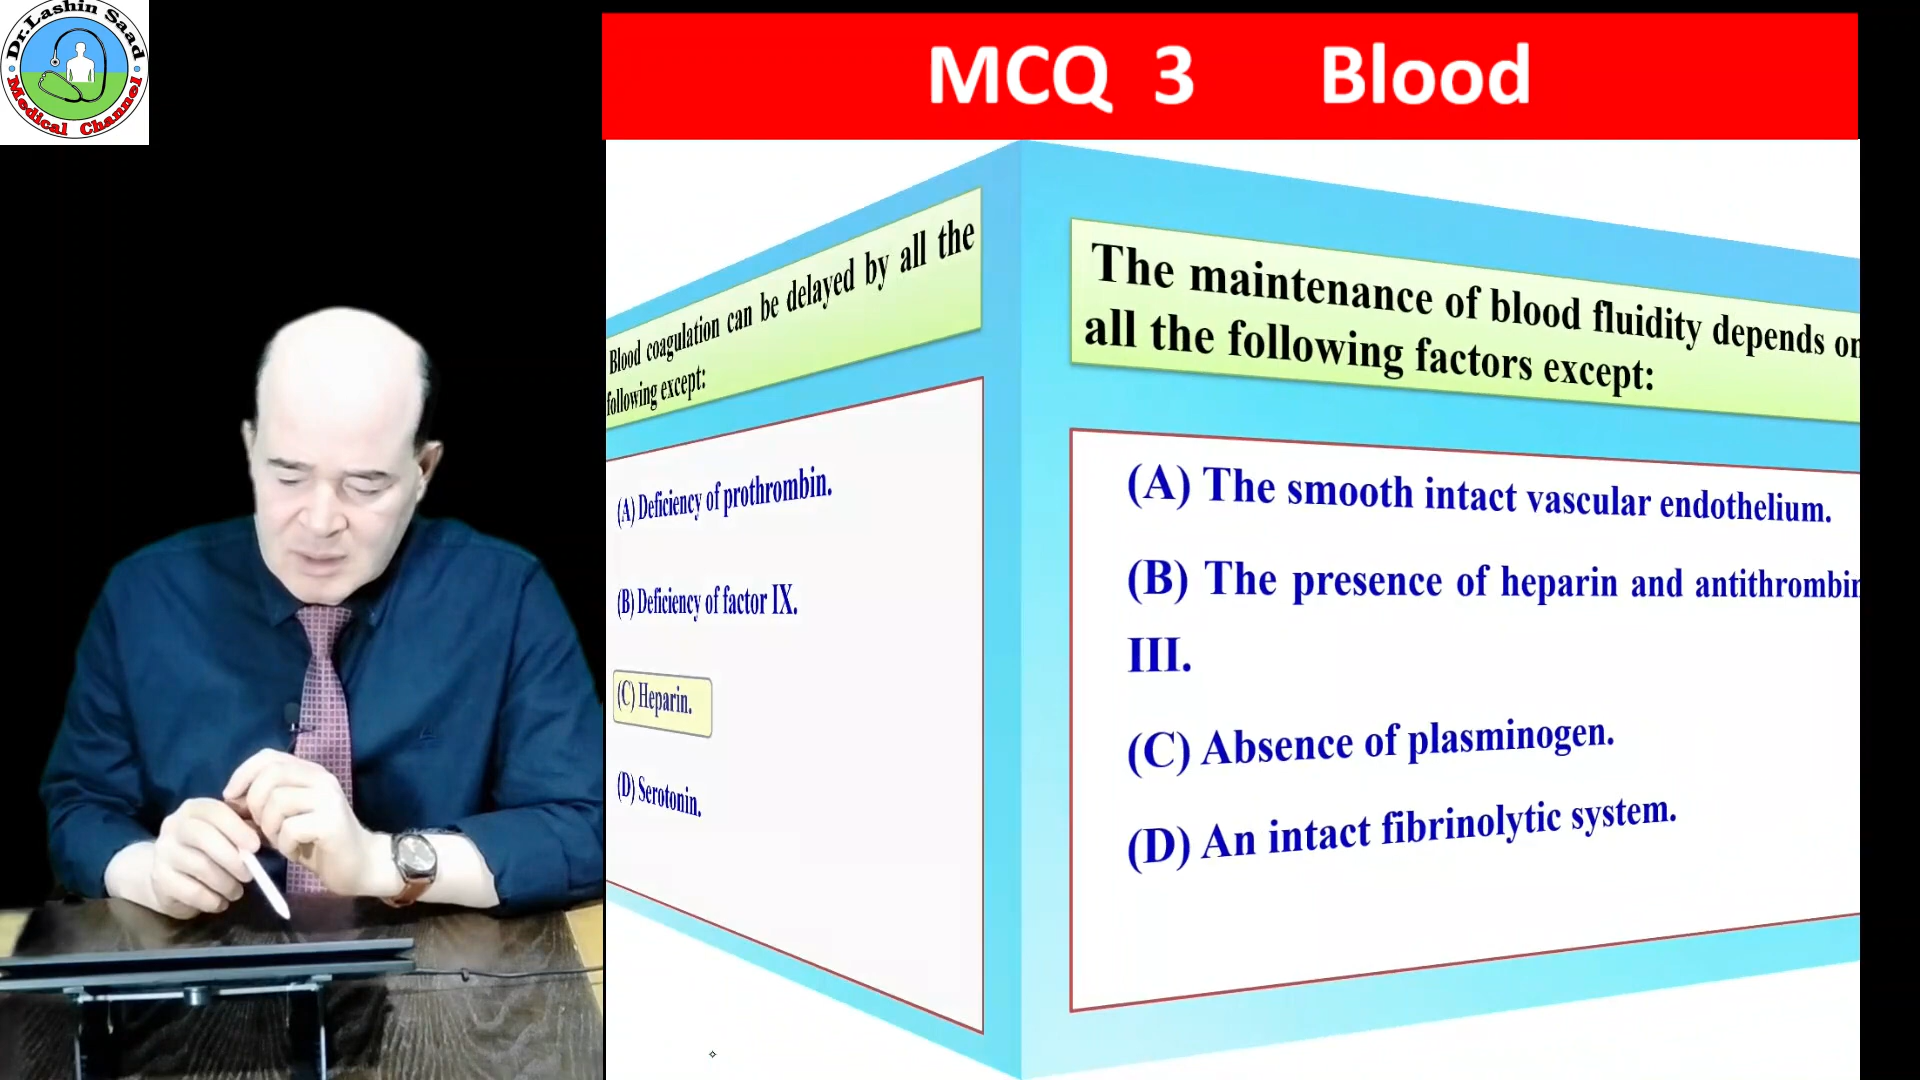 Dr.Lashin Saad
Medical Channel
MCQ 3 Blood
Blood coagulation can be delayed by all the
following except:
(A) Deficiency of prothrombin.
(B) Deficiency of factor IX.
(C) Heparin.
(D) Serotonin.
The maintenance of blood fluidity depends on
all the following factors except:
(A) The smooth intact vascular endothelium.
(B) The presence of heparin and antithrombin
III.
(C) Absence of plasminogen.
(D) An intact fibrinolytic system.